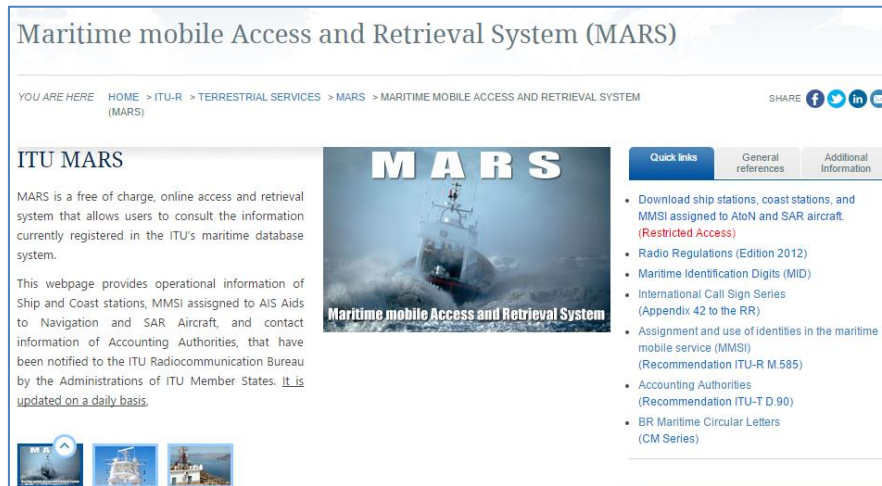 Maritime mobile Access and Retrieval System (MARS)
YOU ARE HERE HOME > ITU-R > TERRESTRIAL SERVICES > MARS > MARITIME MOBILE ACCESS AND RETRIEVAL SYSTEM
(MARS)
SHARE
ITU MARS
MARS is a free of charge, online access and retrieval
system that allows users to consult the information
currently registered in the ITU's maritime database
system.
This webpage provides operational information of
Ship and Coast stations, MMSI assisgned to AIS Aids
to Navigation and SAR Aircraft, and contact
information of Accounting Authorities, that have
been notified to the ITU Radiocommunication Bureau
by the Administrations of ITU Member States. It is
updated on a daily basis.
MARS
Maritime mobile Access and Retrieval System
Quick links
General
references
Additional
Information
Download ship stations, coast stations, and
MMSI assigned to AtoN and SAR aircraft.
(Restricted Access)
Radio Regulations (Edition 2012)
Maritime Identification Digits (MID)
International Call Sign Series
(Appendix 42 to the RR)
Assignment and use of identities in the maritime
mobile service (MMSI)
(Recommendation ITU-R M.585)
Accounting Authorities
(Recommendation ITU-T D.90)
BR Maritime Circular Letters
(CM Series)